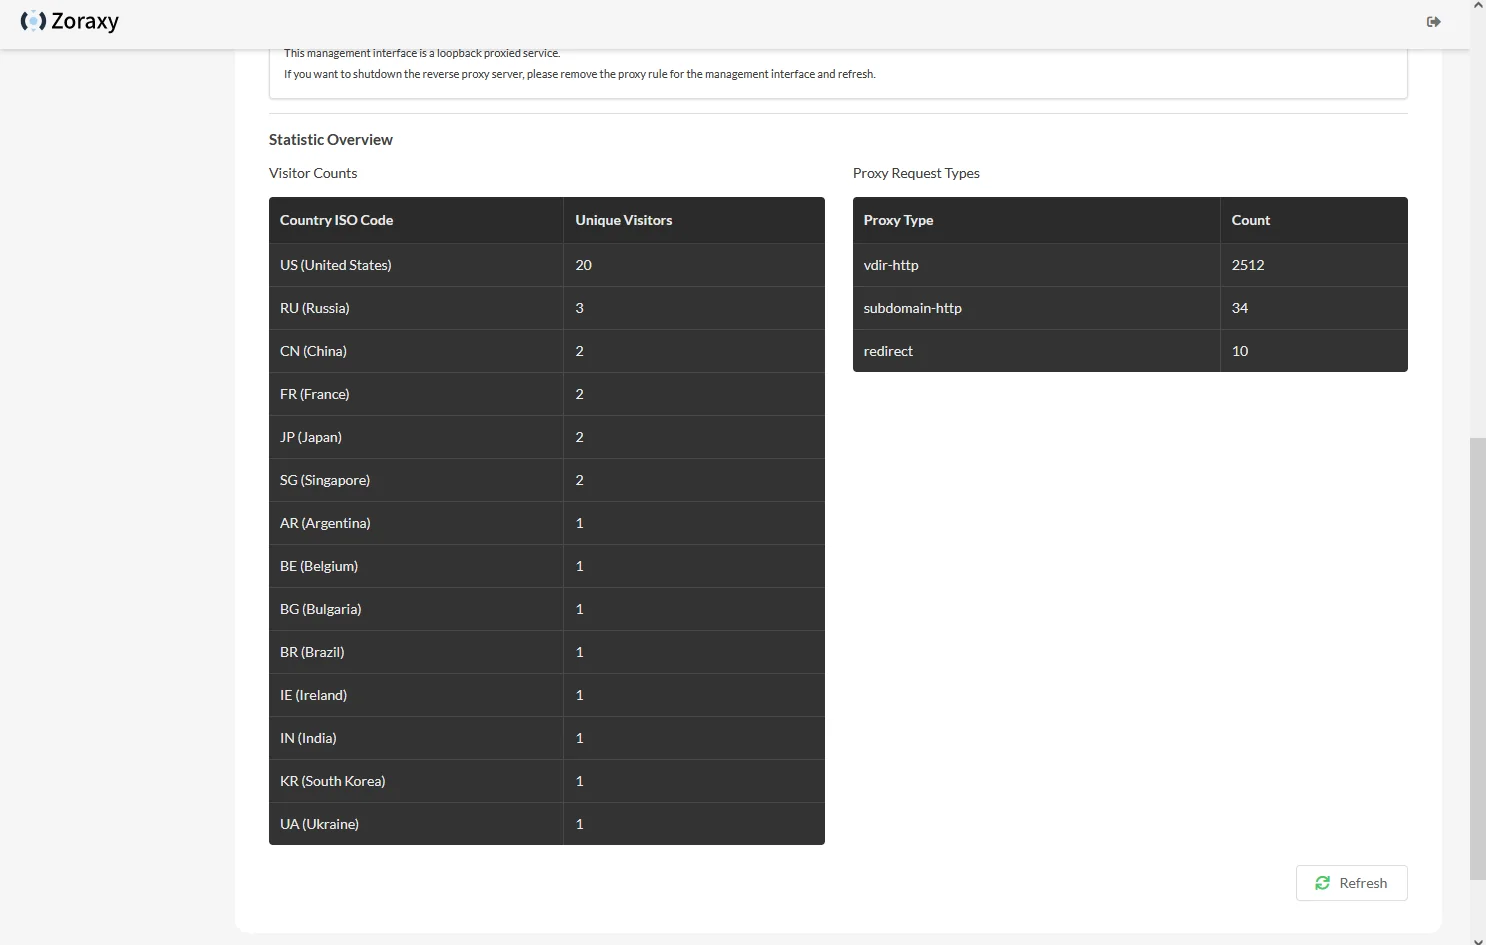 Zoraxy
This management interface is a loopback proxied service.
If you want to shutdown the reverse proxy server, please remove the proxy rule for the management interface and refresh.
Statistic Overview
Visitor Counts
Country ISO Code Unique Visitors
US (United States) 20
RU (Russia) 3
CN (China) 2
FR (France) 2
JP (Japan) 2
SG (Singapore) 2
AR (Argentina) 1
BE (Belgium) 1
BG (Bulgaria) 1
BR (Brazil) 1
IE (Ireland) 1
IN (India) 1
KR (South Korea) 1
UA (Ukraine) 1
Proxy Request Types
Proxy Type Count
vdir-http 2512
subdomain-http 34
redirect 10
Refresh